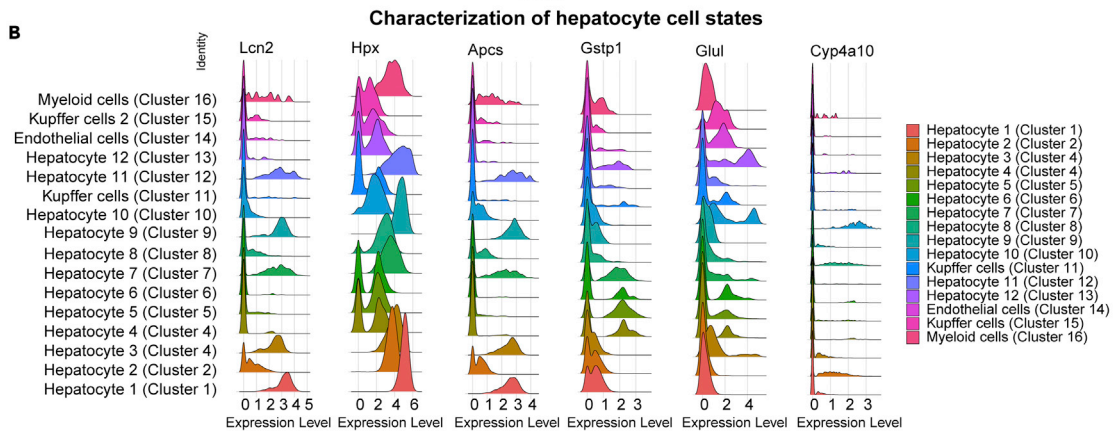 Characterization of hepatocyte cell states
B
Identity
Lcn2 Hpx Apcs Gstp1 Glul Cyp4a10
Myeloid cells (Cluster 16)
Kupffer cells 2 (Cluster 15)
Endothelial cells (Cluster 14)
Hepatocyte 12 (Cluster 13)
Hepatocyte 11 (Cluster 12)
Kupffer cells (Cluster 11)
Hepatocyte 10 (Cluster 10)
Hepatocyte 9 (Cluster 9)
Hepatocyte 8 (Cluster 8)
Hepatocyte 7 (Cluster 7)
Hepatocyte 6 (Cluster 6)
Hepatocyte 5 (Cluster 5)
Hepatocyte 4 (Cluster 4)
Hepatocyte 3 (Cluster 4)
Hepatocyte 2 (Cluster 2)
Hepatocyte 1 (Cluster 1)
0 1 2 3 4 5 0 2 4 6 0 1 2 3 4 0 1 2 3 0 2 4 0 1 2 3
Expression Level Expression Level Expression Level Expression Level Expression Level Expression Level
Hepatocyte 1 (Cluster 1)
Hepatocyte 2 (Cluster 2)
Hepatocyte 3 (Cluster 4)
Hepatocyte 4 (Cluster 4)
Hepatocyte 5 (Cluster 5)
Hepatocyte 6 (Cluster 6)
Hepatocyte 7 (Cluster 7)
Hepatocyte 8 (Cluster 8)
Hepatocyte 9 (Cluster 9)
Hepatocyte 10 (Cluster 10)
Kupffer cells (Cluster 11)
Hepatocyte 11 (Cluster 12)
Hepatocyte 12 (Cluster 13)
Endothelial cells (Cluster 14)
Kupffer cells (Cluster 15)
Myeloid cells (Cluster 16)